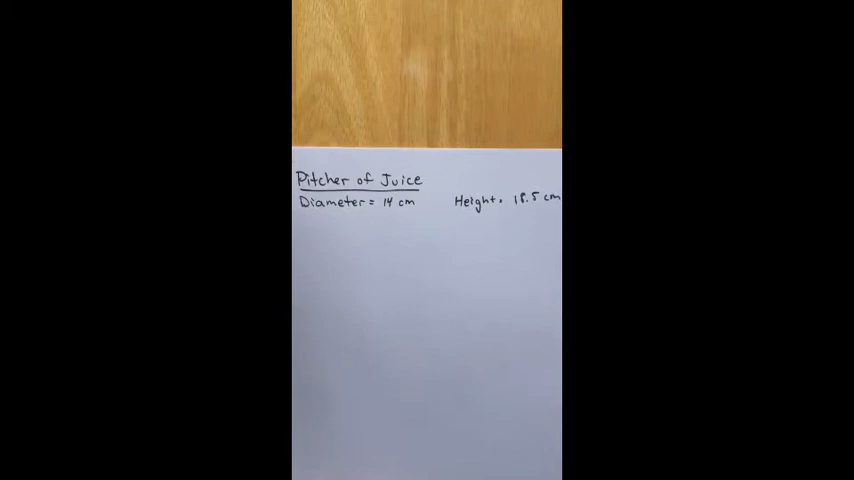 Pitcher of Juice
Diameter = 14 cm Height = 18.5 cm